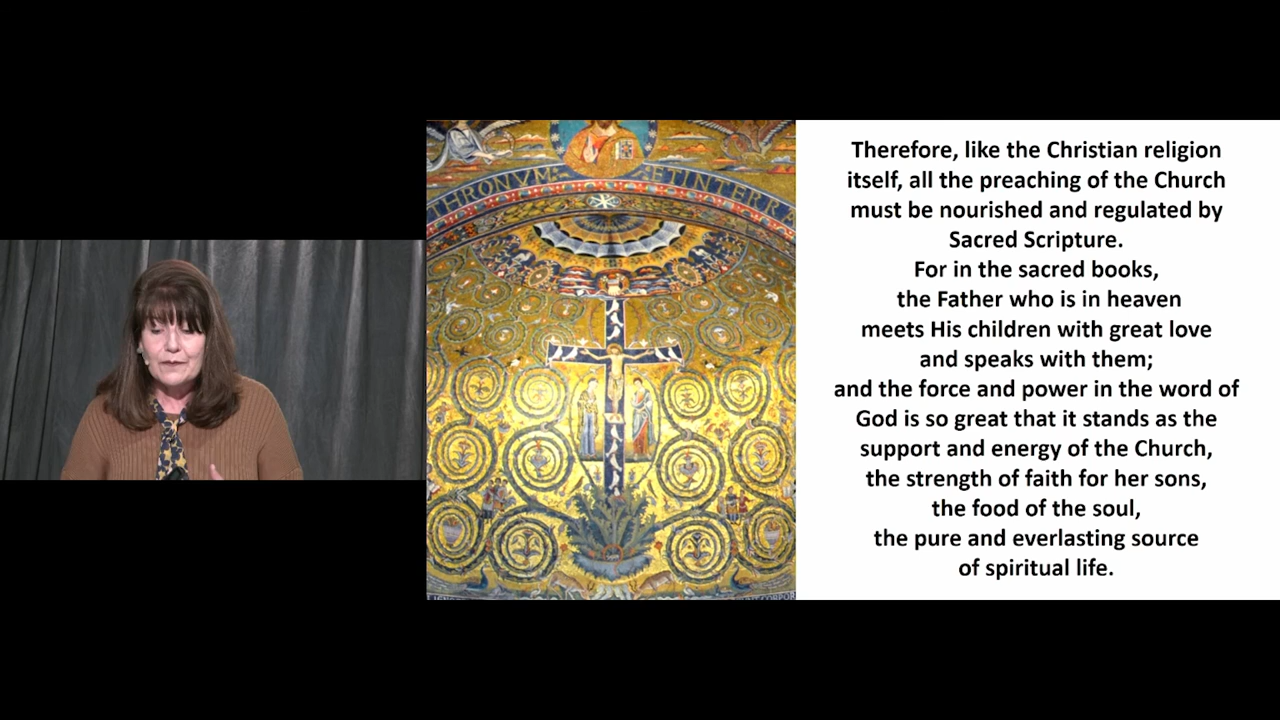 THRONVM ET IN TERRA
Therefore, like the Christian religion
itself, all the preaching of the Church
must be nourished and regulated by
Sacred Scripture.
For in the sacred books,
the Father who is in heaven
meets His children with great love
and speaks with them;
and the force and power in the word of
God is so great that it stands as the
support and energy of the Church,
the strength of faith for her sons,
the food of the soul,
the pure and everlasting source
of spiritual life.